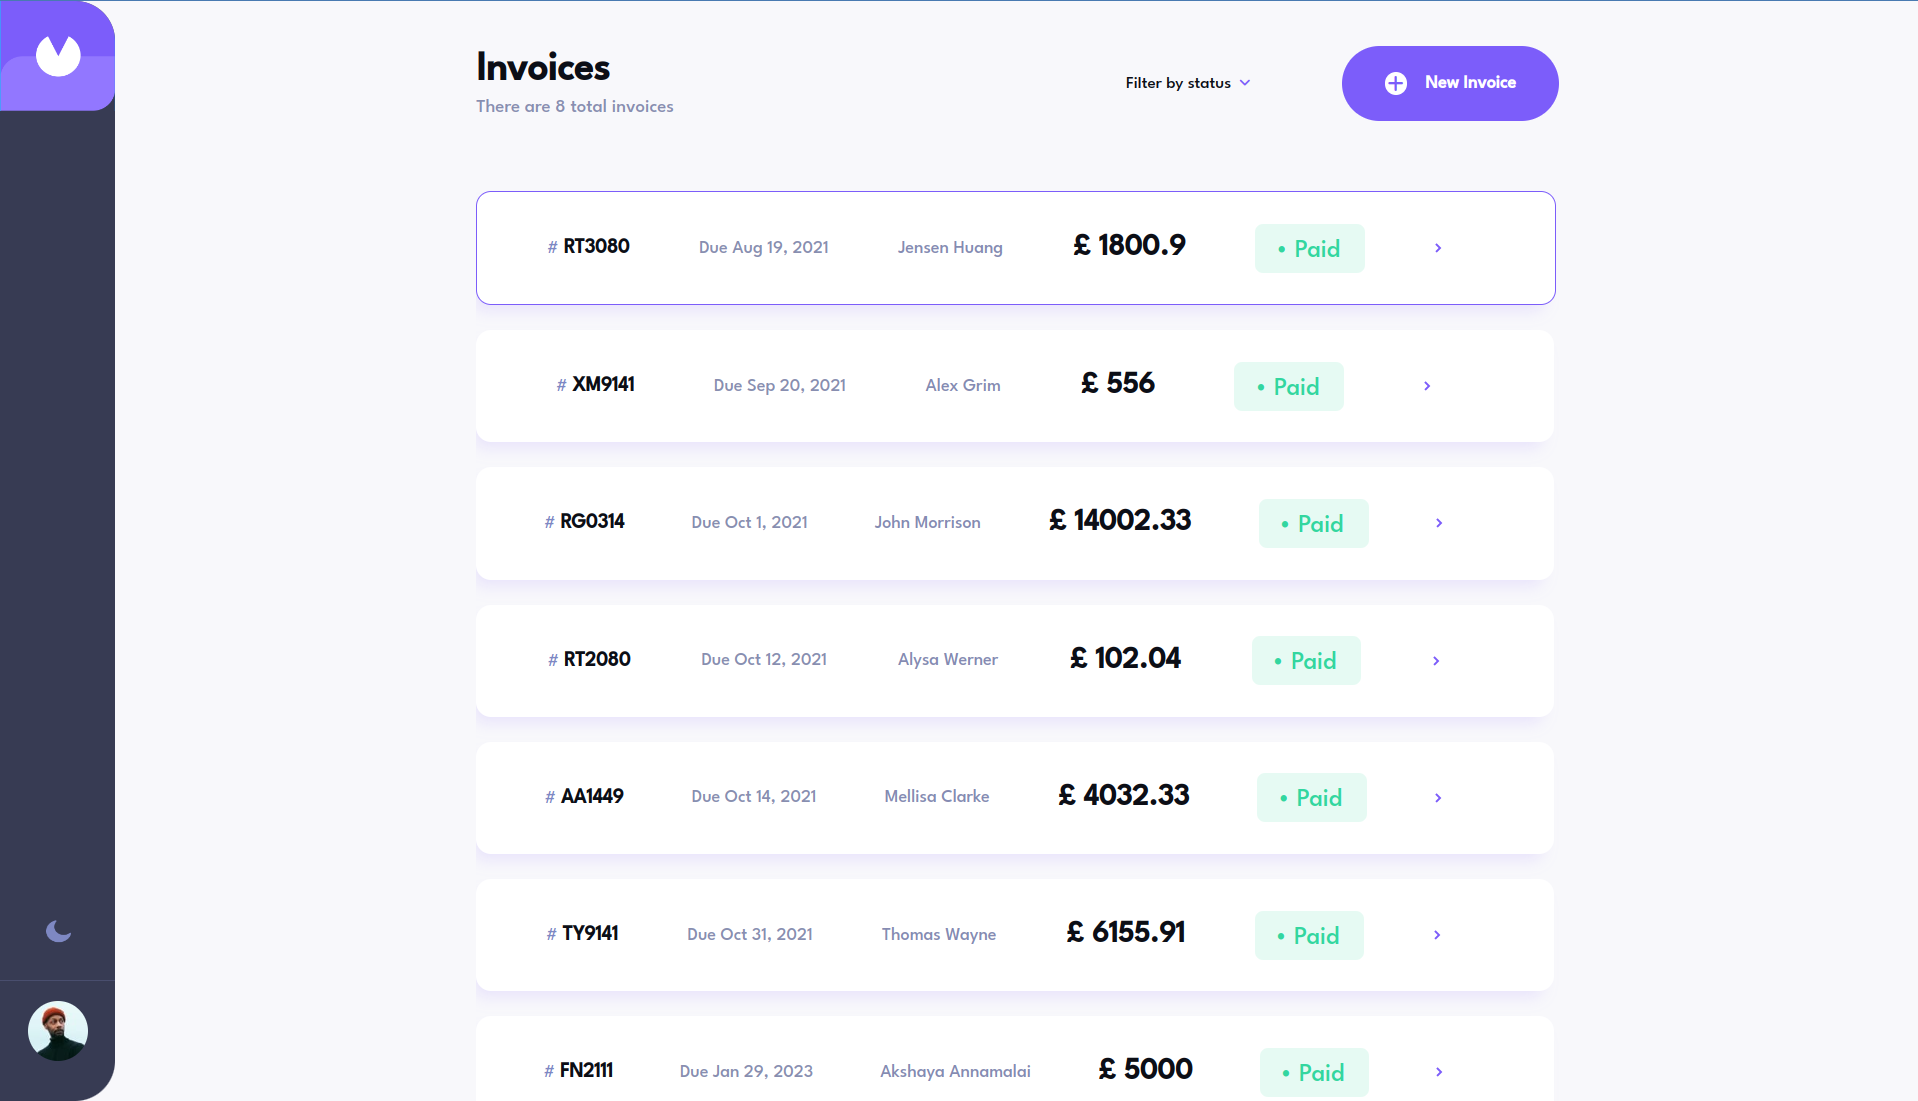 Invoices
There are 8 total invoices
Filter by status
New Invoice
# RT3080 Due Aug 19, 2021 Jensen Huang £ 1800.9 • Paid
# XM9141 Due Sep 20, 2021 Alex Grim £ 556 • Paid
# RG0314 Due Oct 1, 2021 John Morrison £ 14002.33 • Paid
# RT2080 Due Oct 12, 2021 Alysa Werner £ 102.04 • Paid
# AA1449 Due Oct 14, 2021 Mellisa Clarke £ 4032.33 • Paid
# TY9141 Due Oct 31, 2021 Thomas Wayne £ 6155.91 • Paid
# FN2111 Due Jan 29, 2023 Akshaya Annamalai £ 5000 • Paid